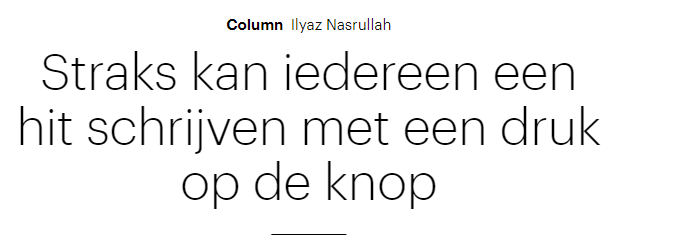 Column Ilyaz Nasrullah
Straks kan iedereen een
hit schrijven met een druk
op de knop